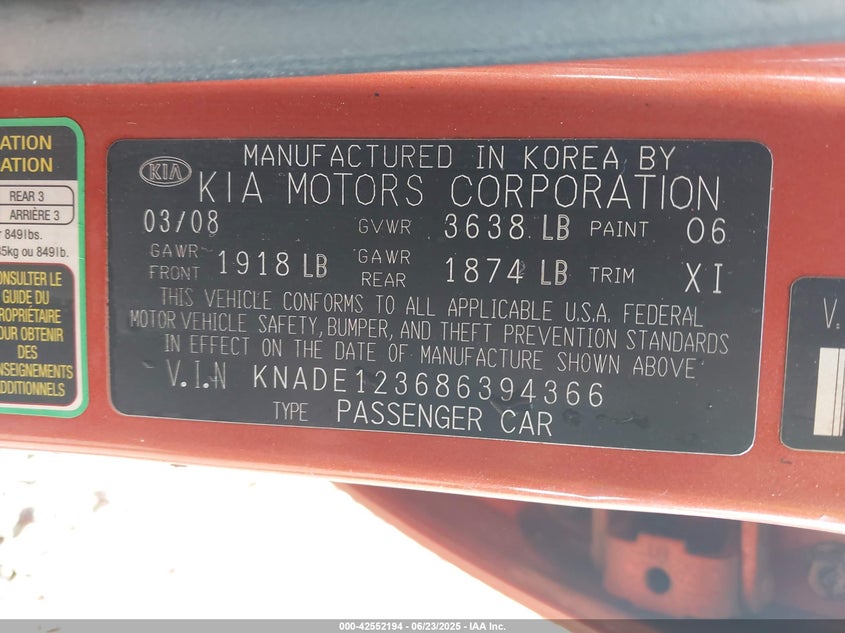 ATION
ATION
REAR 3
ARRIÈRE 3
849lbs.
5kg ou 849lb.
ONSULTER LE
GUIDE DU
PROPRIÉTAIRE
POUR OBTENIR
DES
NSEIGNEMENTS
DDITIONNELS
KIA
MANUFACTURED IN KOREA BY
KIA MOTORS CORPORATION
03/08 GVWR 3638 LB PAINT 06
GAWR FRONT 1918 LB GAWR REAR 1874 LB TRIM XI
THIS VEHICLE CONFORMS TO ALL APPLICABLE U.S.A. FEDERAL
MOTOR VEHICLE SAFETY, BUMPER, AND THEFT PREVENTION STANDARDS
IN EFFECT ON THE DATE OF MANUFACTURE SHOWN ABOVE
V.I.N KNADE123686394366
TYPE PASSENGER CAR
V.
000-42552194 - 06/23/2025 - IAA Inc.